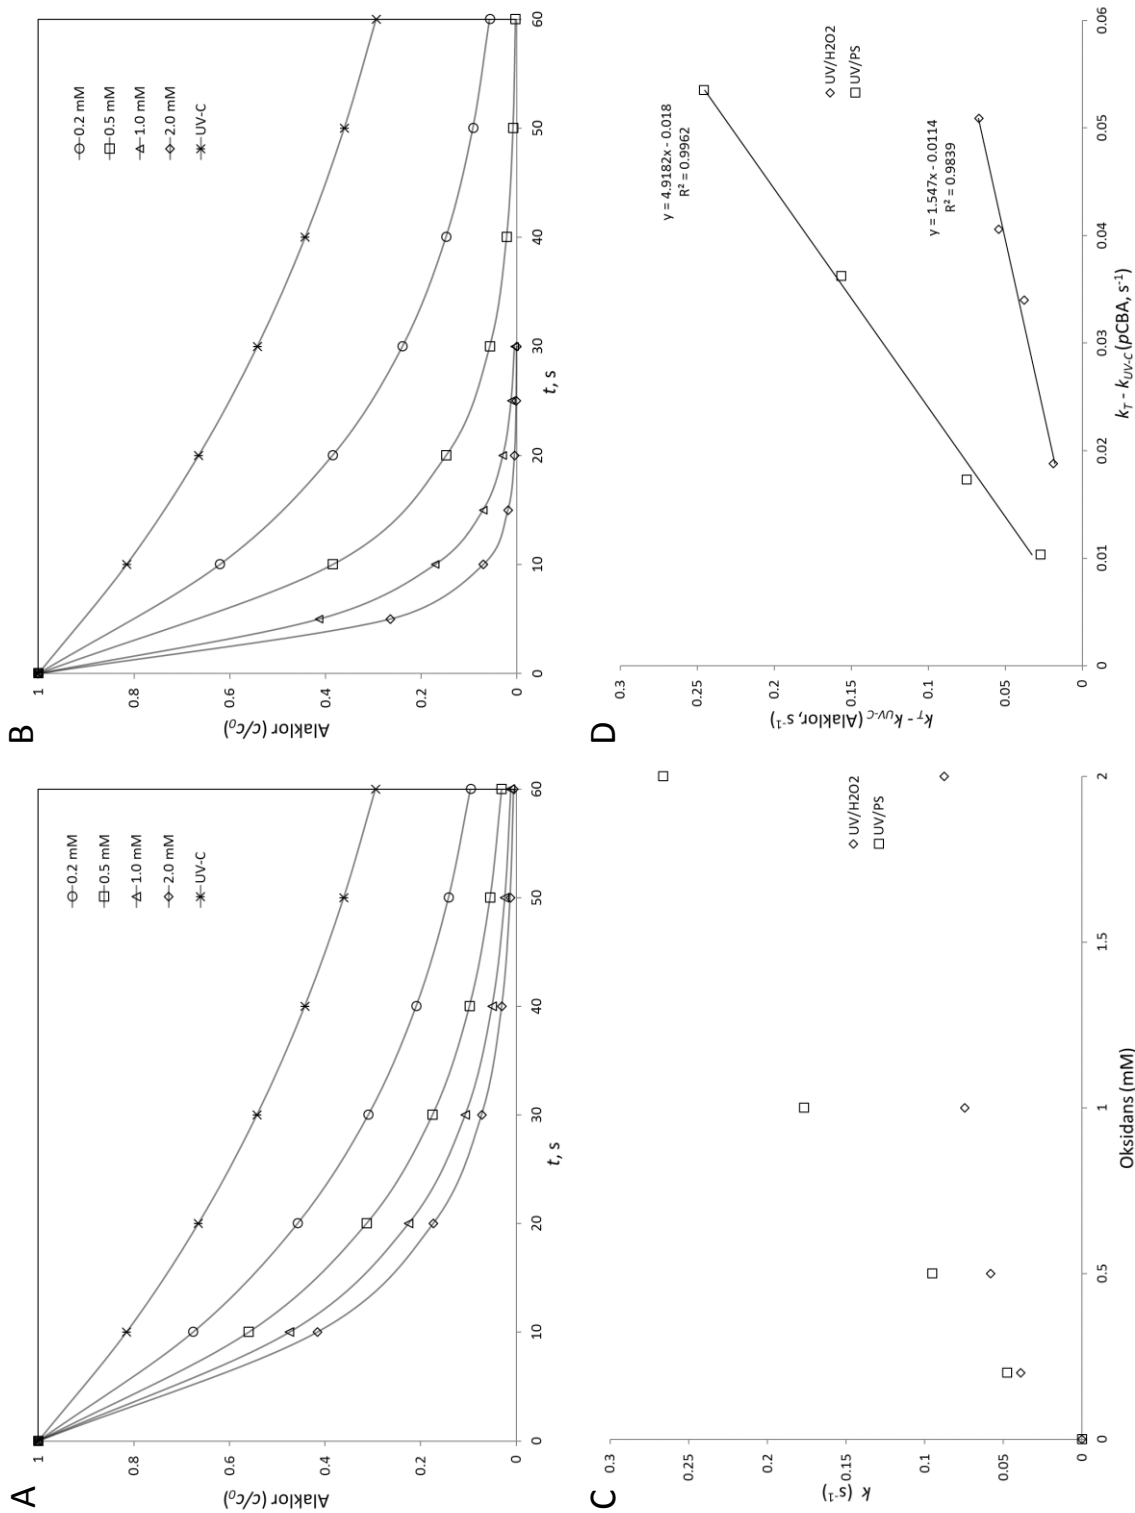 A
1
0.8
0.6
0.4
0.2
0
Alaklor (c/c0)
0
10
20
30
40
50
60
t, s
0.2 mM
0.5 mM
1.0 mM
2.0 mM
UV-C
B
1
0.8
0.6
0.4
0.2
0
Alaklor (c/c0)
0
10
20
30
40
50
60
t, s
0.2 mM
0.5 mM
1.0 mM
2.0 mM
UV-C
C
0.3
0.25
0.2
0.15
0.1
0.05
0
k (s-1)
0
0.5
1
1.5
2
Oksidans (mM)
UV/H2O2
UV/PS
D
0.3
0.25
0.2
0.15
0.1
0.05
0
kT - kUV-C (Alaklor, s-1)
0
0.01
0.02
0.03
0.04
0.05
0.06
kT - kUV-C (pCBA, s-1)
y = 4.9182x - 0.018
R² = 0.9962
y = 1.547x - 0.0114
R² = 0.9839
UV/H2O2
UV/PS